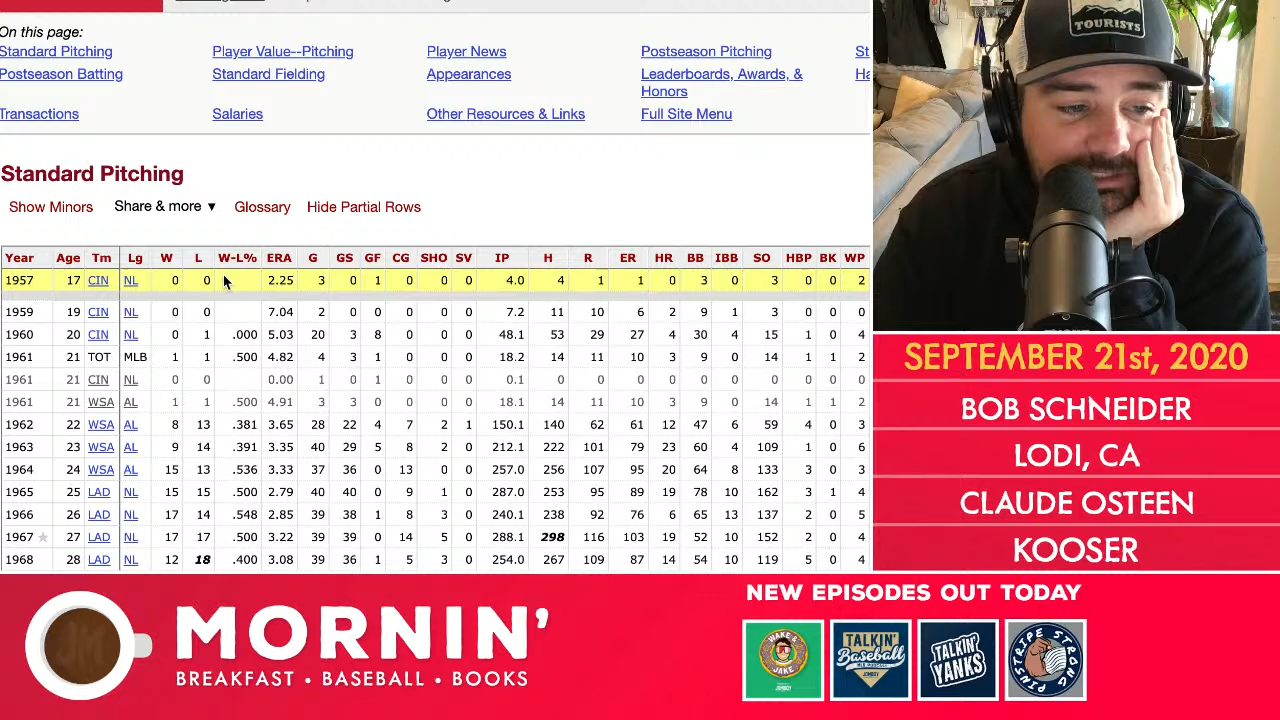 On this page:
Standard Pitching Player Value--Pitching Player News Postseason Pitching St
Postseason Batting Standard Fielding Appearances Leaderboards, Awards, & Honors Ha
Transactions Salaries Other Resources & Links Full Site Menu
Standard Pitching
Show Minors Share & more ▼ Glossary Hide Partial Rows
Year Age Tm Lg W L W-L% ERA G GS GF CG SHO SV IP H R ER HR BB IBB SO HBP BK WP
1957 17 CIN NL 0 0 2.25 3 0 1 0 0 0 4.0 4 1 1 0 3 0 3 0 0 2
1959 19 CIN NL 0 0 7.04 2 0 0 0 0 0 7.2 11 10 6 2 9 1 3 0 0 0
1960 20 CIN NL 0 1 .000 5.03 20 3 8 0 0 0 48.1 53 29 27 4 30 4 15 1 0 4
1961 21 TOT MLB 1 1 .500 4.82 4 3 1 0 0 0 18.2 14 11 10 3 9 0 14 1 1 2
1961 21 CIN NL 0 0 0.00 1 0 1 0 0 0 0.1 0 0 0 0 0 0 0 0 0 0
1961 21 WSA AL 1 1 .500 4.91 3 3 0 0 0 0 18.1 14 11 10 3 9 0 14 1 1 2
1962 22 WSA AL 8 13 .381 3.65 28 22 4 7 2 1 150.1 140 62 61 12 47 6 59 4 0 3
1963 23 WSA AL 9 14 .391 3.35 40 29 5 8 2 0 212.1 222 101 79 23 60 4 109 1 0 6
1964 24 WSA AL 15 13 .536 3.33 37 36 0 13 0 0 257.0 256 107 95 20 64 8 133 3 0 3
1965 25 LAD NL 15 15 .500 2.79 40 40 0 9 1 0 287.0 253 95 89 19 78 10 162 3 1 4
1966 26 LAD NL 17 14 .548 2.85 39 38 1 8 3 0 240.1 238 92 76 6 65 13 137 2 0 5
1967 27 LAD NL 17 17 .500 3.22 39 39 0 14 5 0 288.1 298 116 103 19 52 10 152 2 0 4
1968 28 LAD NL 12 18 .400 3.08 39 36 1 5 3 0 254.0 267 109 87 14 54 10 119 5 0 4
TOURISTS
SEPTEMBER 21st, 2020
BOB SCHNEIDER
LODI, CA
CLAUDE OSTEEN
KOOSER
MORNIN'
BREAKFAST • BASEBALL • BOOKS
NEW EPISODES OUT TODAY
WAKE & JAKE
TALKIN' Baseball
TALKIN' YANKS
PINSTRIPE STRONG